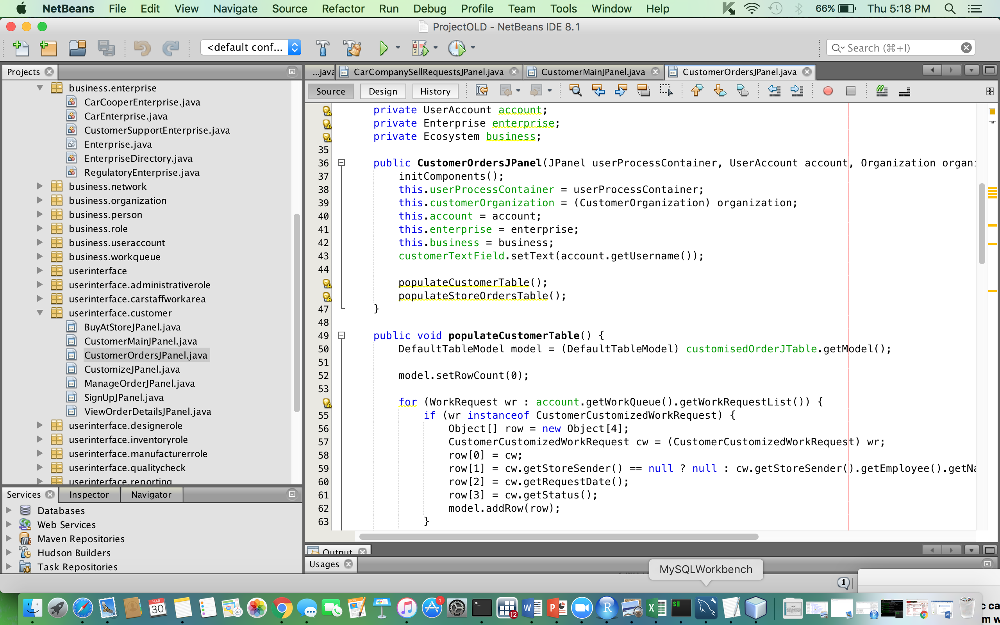 NetBeans File Edit View Navigate Source Refactor Run Debug Profile Team Tools Window Help 66% Thu 5:18 PM
ProjectOLD - NetBeans IDE 8.1
<default conf... Search (⌘+I)
Projects
business.enterprise
CarCooperEnterprise.java
CarEnterprise.java
CustomerSupportEnterprise.java
Enterprise.java
EnterpriseDirectory.java
RegulatoryEnterprise.java
business.network
business.organization
business.person
business.role
business.useraccount
business.workqueue
userinterface
userinterface.administrativerole
userinterface.carstaffworkarea
userinterface.customer
BuyAtStoreJPanel.java
CustomerMainJPanel.java
CustomerOrdersJPanel.java
CustomizeJPanel.java
ManageOrderJPanel.java
SignUpJPanel.java
ViewOrderDetailsJPanel.java
userinterface.designerole
userinterface.inventoryrole
userinterface.manufacturerrole
userinterface.qualitycheck
userinterface.reporting
Services Inspector Navigator
Databases
Web Services
Maven Repositories
Hudson Builders
Task Repositories
...java CarCompanySellRequestsJPanel.java CustomerMainJPanel.java CustomerOrdersJPanel.java
Source Design History
private UserAccount account;
private Enterprise enterprise;
private Ecosystem business;
35
36 public CustomerOrdersJPanel(JPanel userProcessContainer, UserAccount account, Organization organi
37 initComponents();
38 this.userProcessContainer = userProcessContainer;
39 this.customerOrganization = (CustomerOrganization) organization;
40 this.account = account;
41 this.enterprise = enterprise;
42 this.business = business;
43 customerTextField.setText(account.getUsername());
44
populateCustomerTable();
populateStoreOrdersTable();
47 }
48
49 public void populateCustomerTable() {
50 DefaultTableModel model = (DefaultTableModel) customisedOrderJTable.getModel();
51
52 model.setRowCount(0);
53
for (WorkRequest wr : account.getWorkQueue().getWorkRequestList()) {
55 if (wr instanceof CustomerCustomizedWorkRequest) {
56 Object[] row = new Object[4];
57 CustomerCustomizedWorkRequest cw = (CustomerCustomizedWorkRequest) wr;
58 row[0] = cw;
59 row[1] = cw.getStoreSender() == null ? null : cw.getStoreSender().getEmployee().getNa
60 row[2] = cw.getRequestDate();
61 row[3] = cw.getStatus();
62 model.addRow(row);
63 }
Output
Usages
MySQLWorkbench
1
MAR
30
1
12
c ca
m w